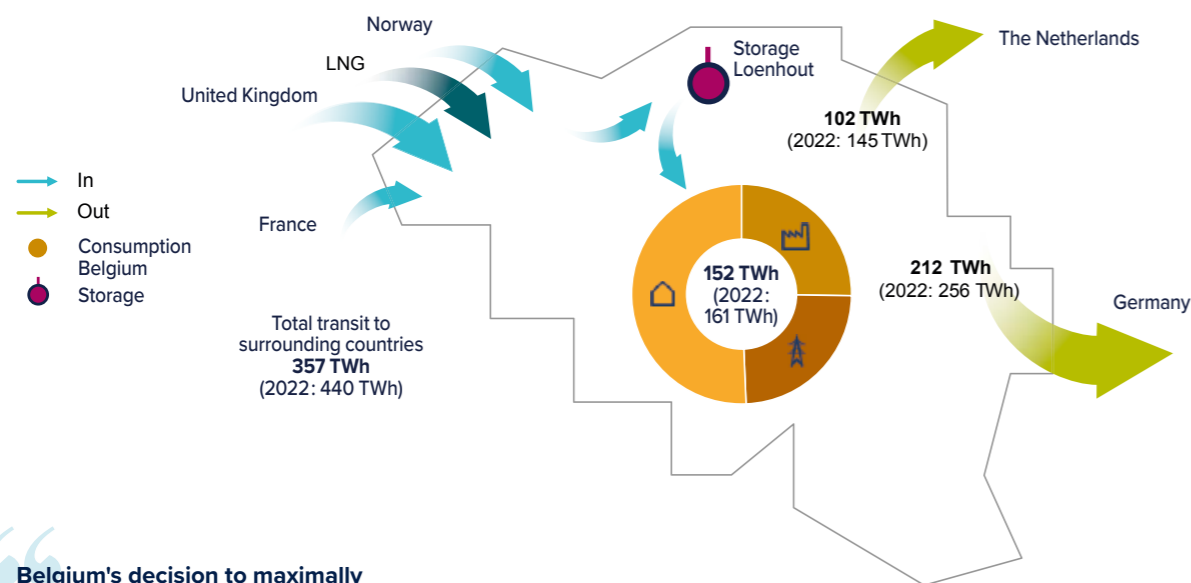 Norway
LNG
United Kingdom
France
Storage
Loenhout
The Netherlands
102 TWh
(2022: 145 TWh)
In
Out
Consumption
Belgium
Storage
152 TWh
(2022:
161 TWh)
212 TWh
(2022: 256 TWh)
Germany
Total transit to
surrounding countries
357 TWh
(2022: 440 TWh)
Belgium's decision to maximally